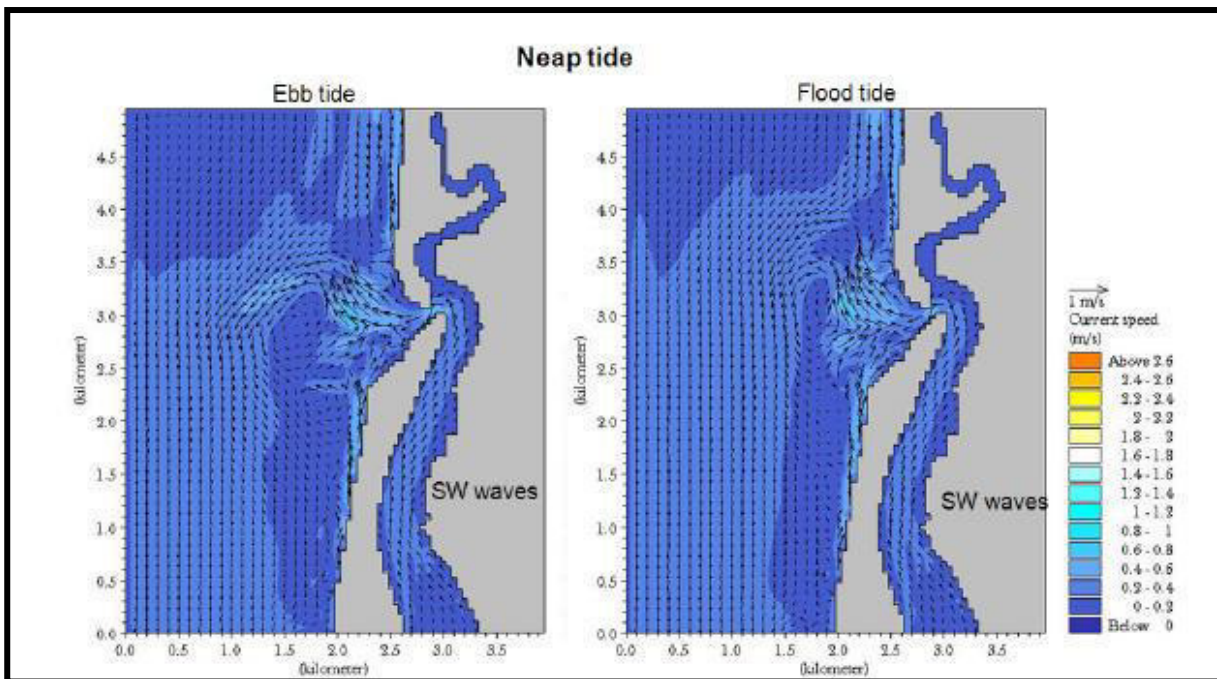 Neap tide
Ebb tide
Flood tide
4.5
4.0
3.5
3.0
2.5
2.0
1.5
1.0
0.5
0.0
(kilometer)
SW waves
0.0 0.5 1.0 1.5 2.0 2.5 3.0 3.5
(kilometer)
4.5
4.0
3.5
3.0
2.5
2.0
1.5
1.0
0.5
0.0
(kilometer)
SW waves
0.0 0.5 1.0 1.5 2.0 2.5 3.0 3.5
(kilometer)
1 m/s
Current speed
(m/s)
Above 2.6
2.4 - 2.6
2.2 - 2.4
2 - 2.2
1.8 - 2
1.6 - 1.8
1.4 - 1.6
1.2 - 1.4
1 - 1.2
0.8 - 1
0.6 - 0.8
0.4 - 0.6
0.2 - 0.4
0 - 0.2
Below 0